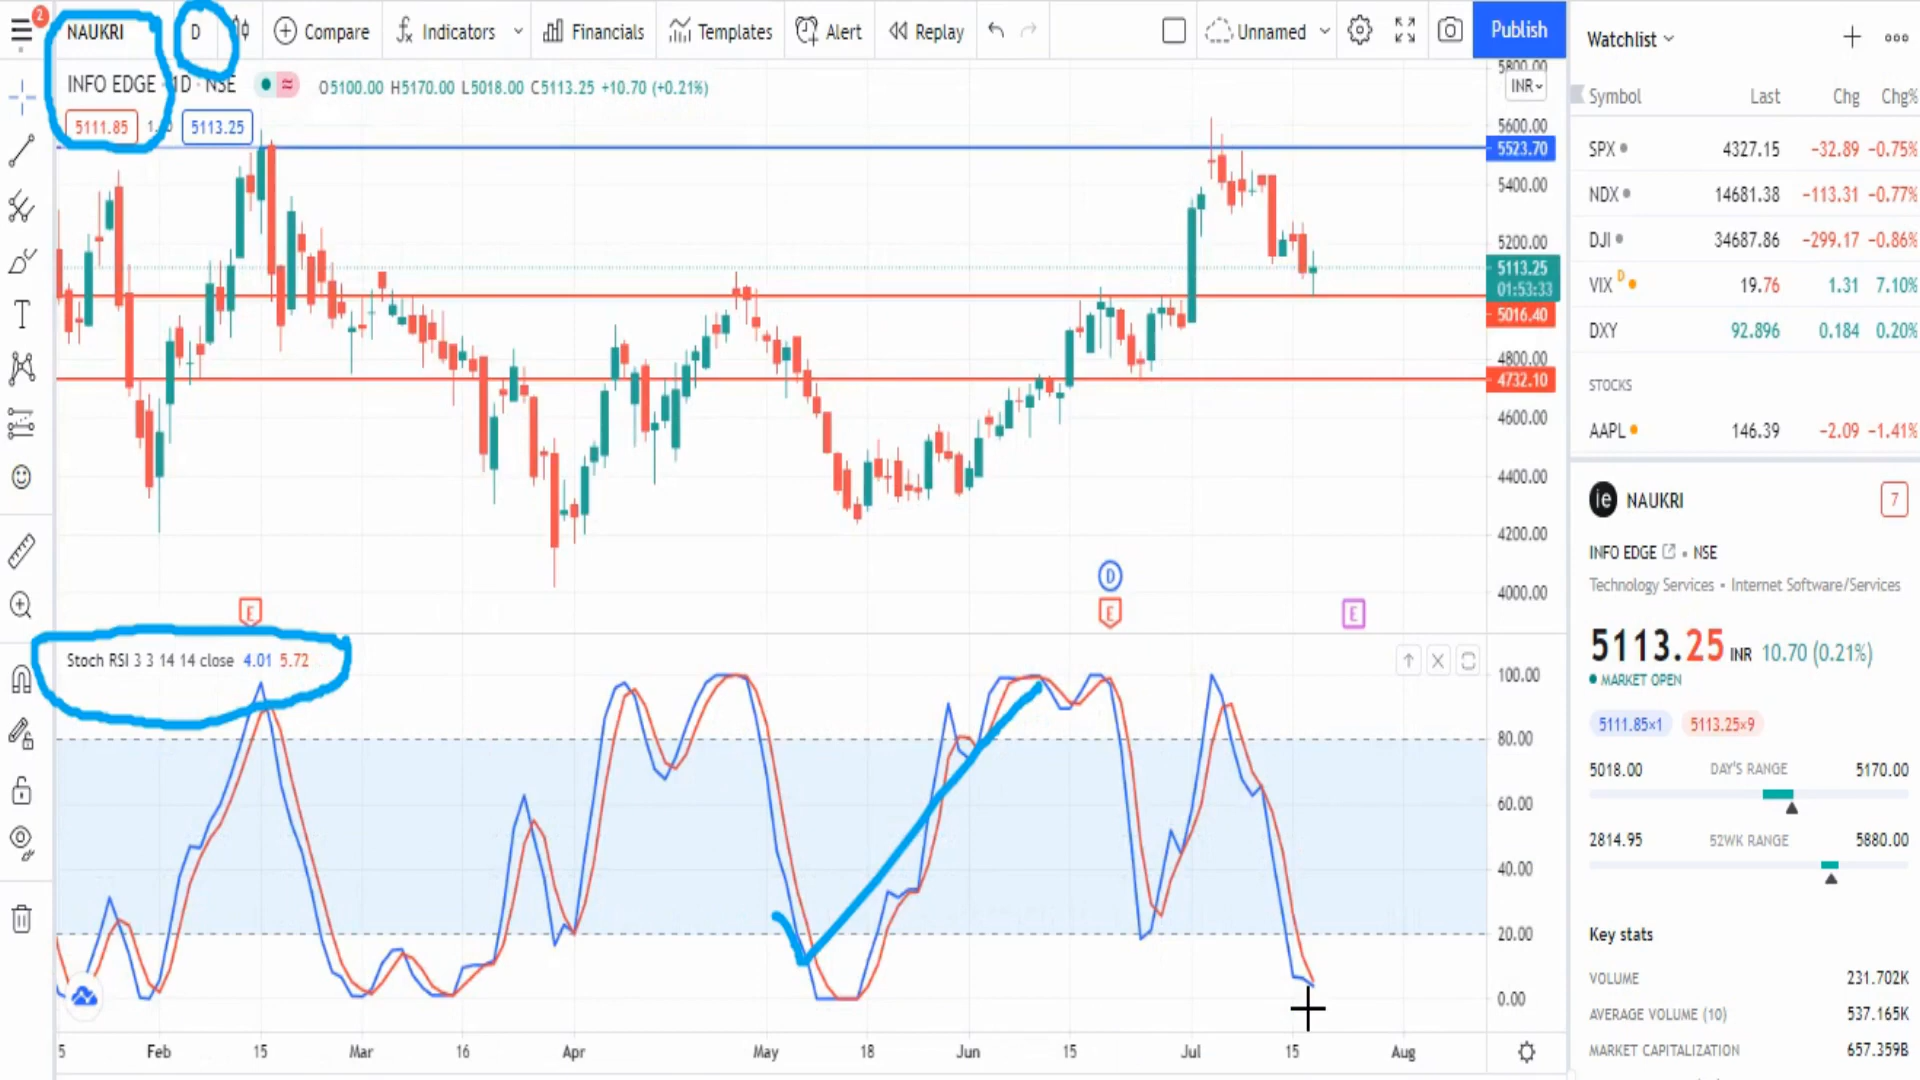 2
NAUKRI
D
Compare
Indicators
Financials
Templates
Alert
Replay
Unnamed
Publish
INFO EDGE · 1D · NSE
O5100.00 H5170.00 L5018.00 C5113.25 +10.70 (+0.21%)
5111.85
5113.25
INR
5800.00
5600.00
5523.70
5400.00
5200.00
5113.25
01:53:33
5016.40
4800.00
4732.10
4600.00
4400.00
4200.00
4000.00
E
D
E
E
Stoch RSI 3 3 14 14 close 4.01 5.72
100.00
80.00
60.00
40.00
20.00
0.00
5 Feb 15 Mar 16 Apr May 18 Jun 15 Jul 15 Aug
Watchlist
Symbol Last Chg Chg%
SPX 4327.15 −32.89 −0.75%
NDX 14681.38 −113.31 −0.77%
DJI 34687.86 −299.17 −0.86%
VIX D 19.76 1.31 7.10%
DXY 92.896 0.184 0.20%
STOCKS
AAPL 146.39 −2.09 −1.41%
ie NAUKRI 7
INFO EDGE • NSE
Technology Services • Internet Software/Services
5113.25 INR 10.70 (0.21%)
MARKET OPEN
5111.85×1 5113.25×9
5018.00 DAY'S RANGE 5170.00
2814.95 52WK RANGE 5880.00
Key stats
VOLUME 231.702K
AVERAGE VOLUME (10) 537.165K
MARKET CAPITALIZATION 657.359B